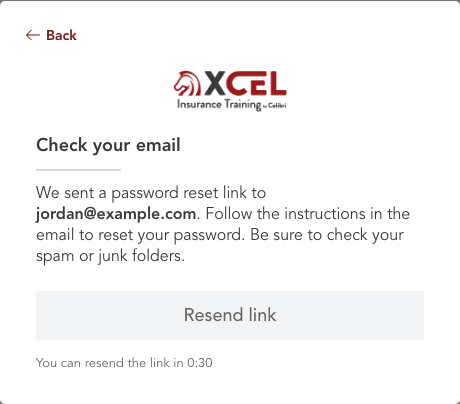 ← Back
XCEL
Insurance Training by Colibri
Check your email
We sent a password reset link to
jordan@example.com. Follow the instructions in the
email to reset your password. Be sure to check your
spam or junk folders.
Resend link
You can resend the link in 0:30